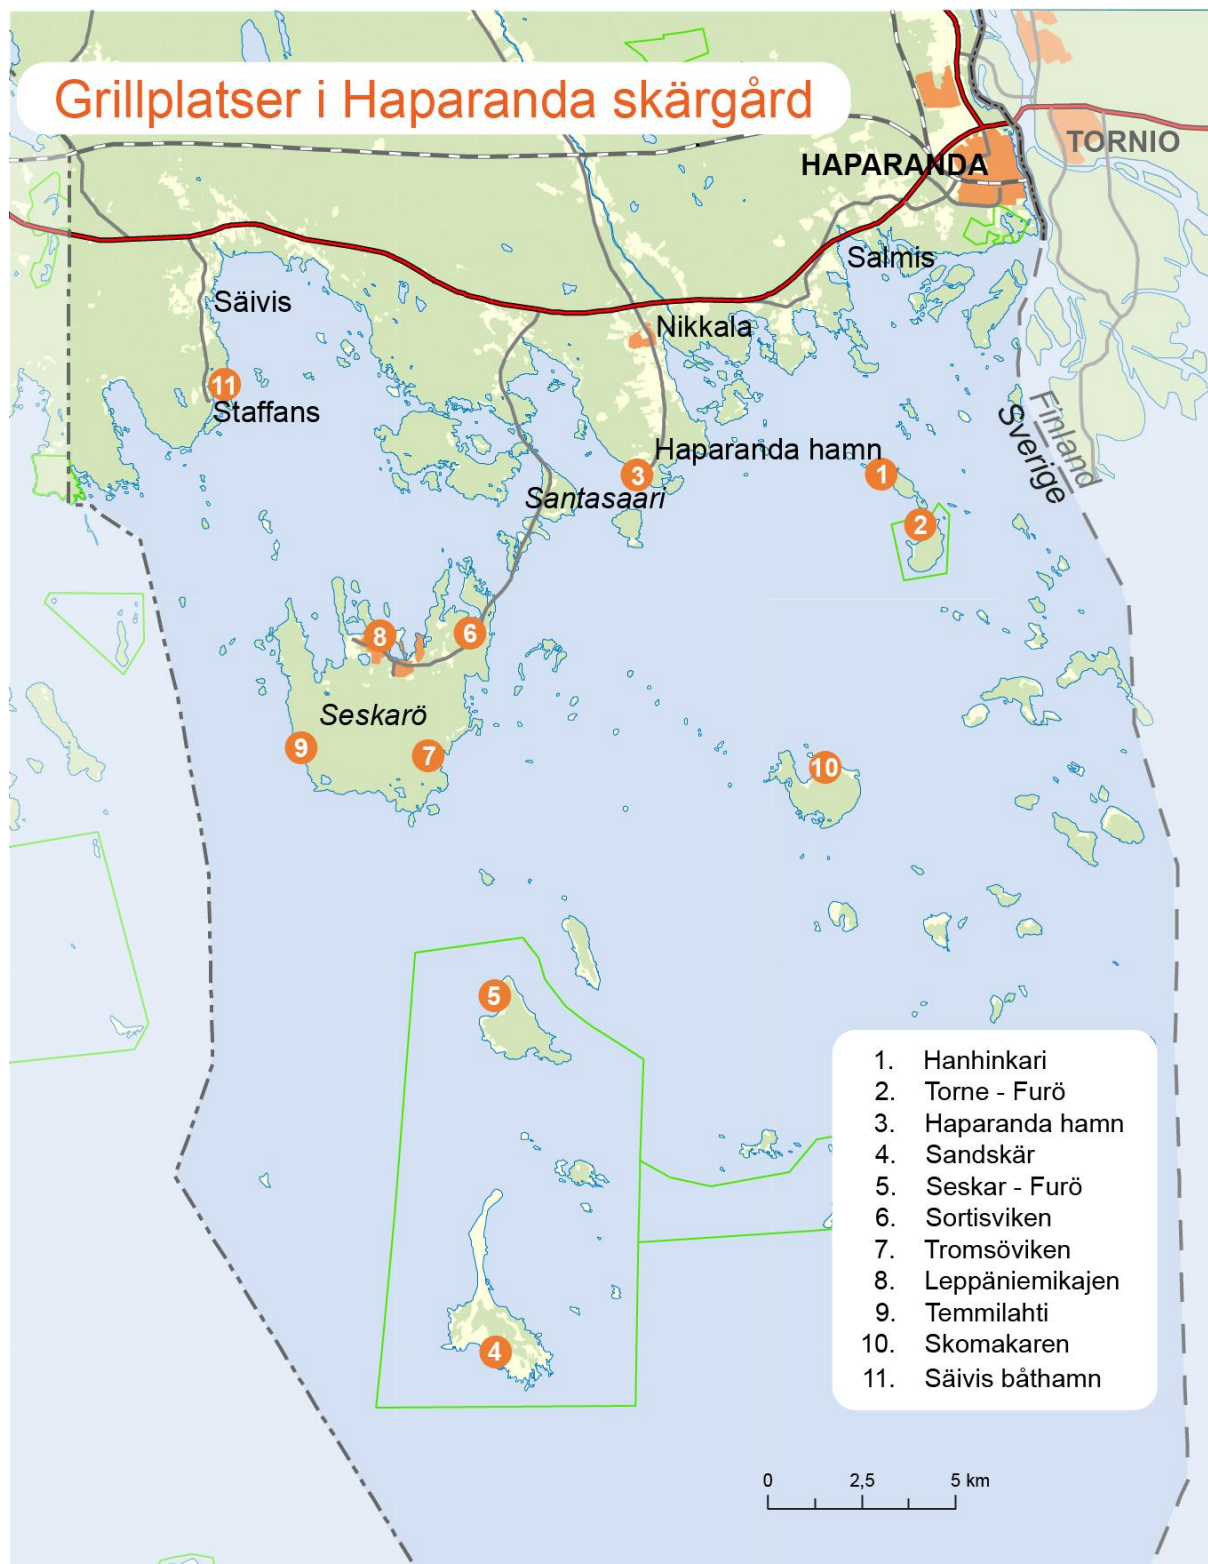 Grillplatser i Haparanda skärgård
HAPARANDA
TORNIO
Salmis
Säivis
Nikkala
11
Staffans
Finland
Sverige
Haparanda hamn
3
1
Santasaari
2
8
6
Seskarö
9
7
10
5
4
1. Hanhinkari
2. Torne - Furö
3. Haparanda hamn
4. Sandskär
5. Seskar - Furö
6. Sortisviken
7. Tromsöviken
8. Leppäniemikajen
9. Temmilahti
10. Skomakaren
11. Säivis båthamn
0 2,5 5 km